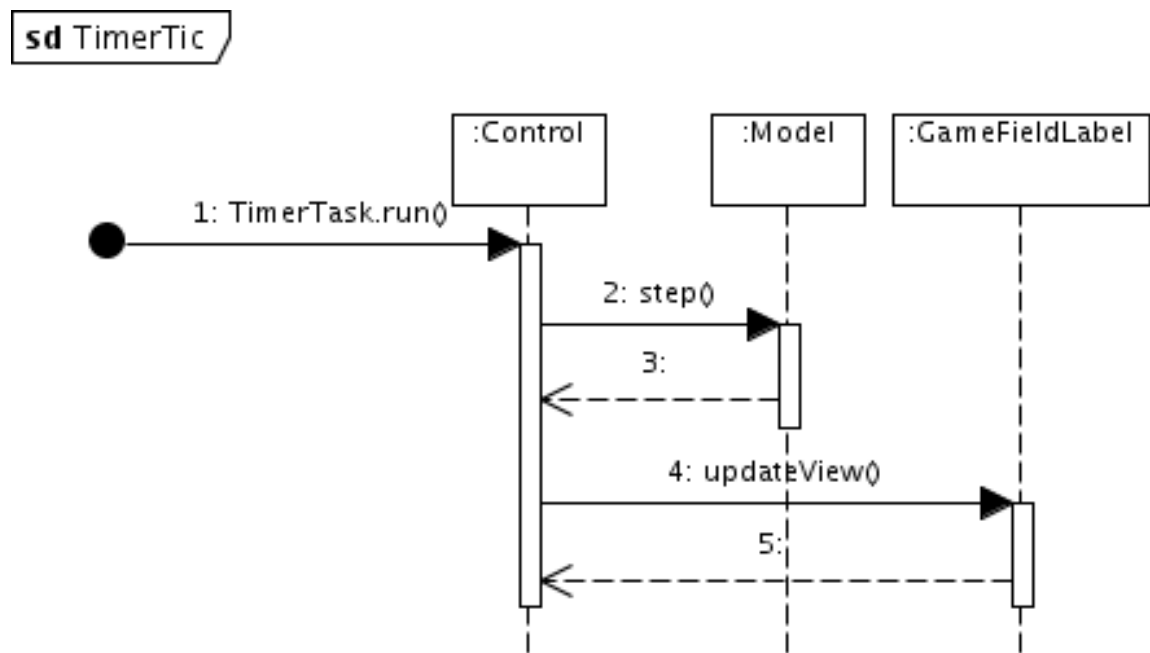 sd TimerTic
:Control
:Model
:GameFieldLabel
1: TimerTask.run()
2: step()
3:
4: updateView()
5: